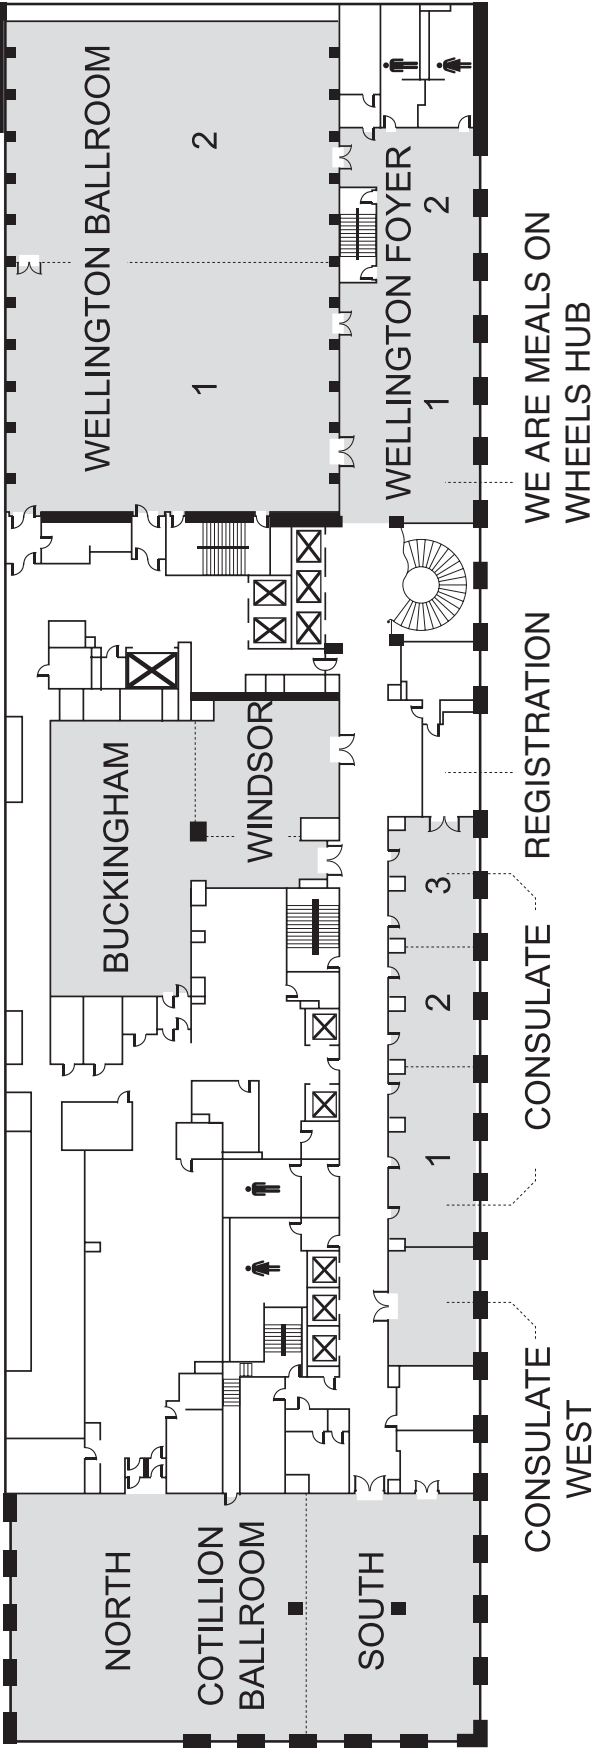 NORTH
COTILLION
BALLROOM
SOUTH
BUCKINGHAM
WINDSOR
WELLINGTON BALLROOM
1
2
WELLINGTON FOYER
1
2
1
2
3
CONSULATE
WEST
CONSULATE
REGISTRATION
WE ARE MEALS ON
WHEELS HUB